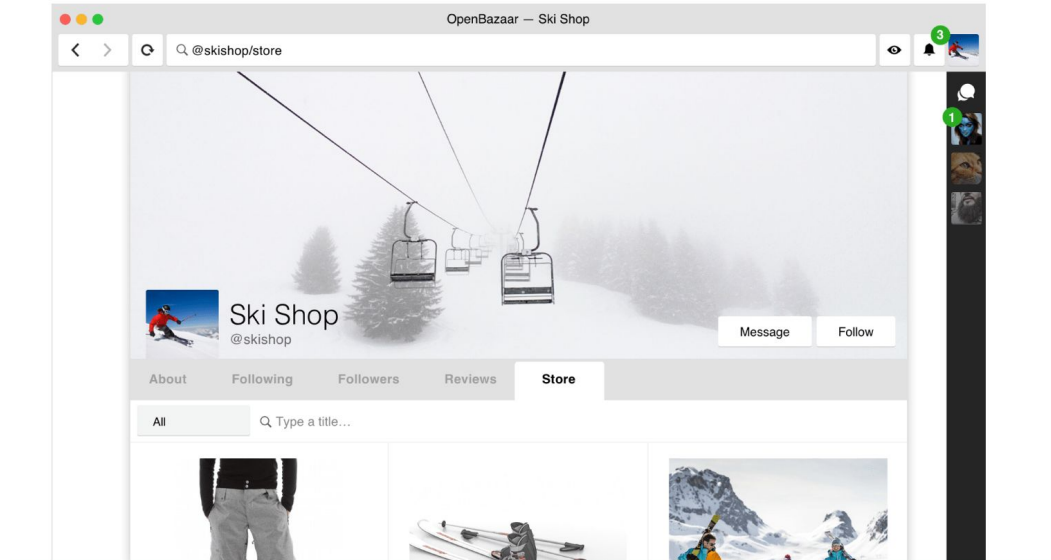 OpenBazaar — Ski Shop
@skishop/store
3
1
Ski Shop
@skishop
Message Follow
About Following Followers Reviews Store
All Type a title...